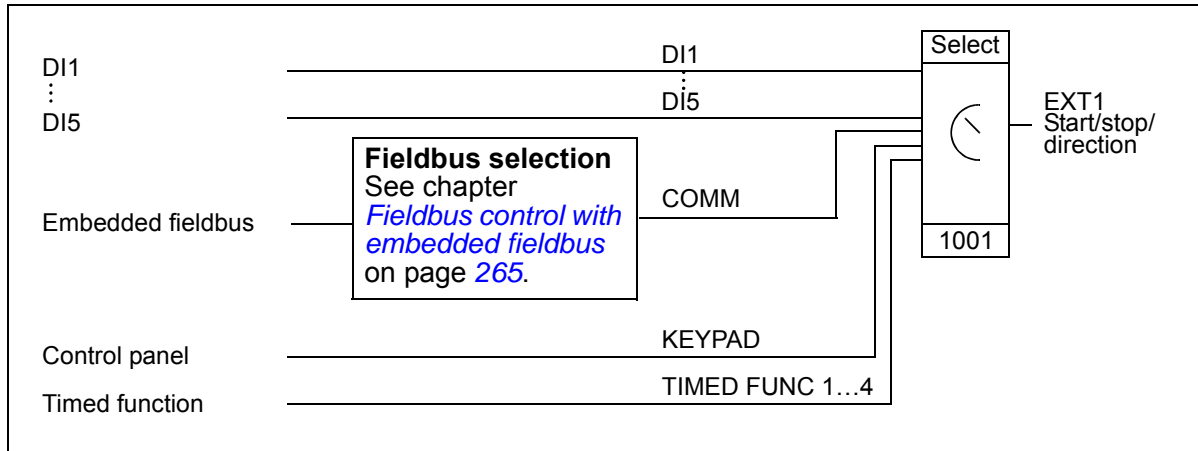 DI1
DI5
Embedded fieldbus
Control panel
Timed function
Fieldbus selection
See chapter
Fieldbus control with
embedded fieldbus
on page 265.
DI1
DI5
COMM
KEYPAD
TIMED FUNC 1…4
Select
1001
EXT1
Start/stop/
direction